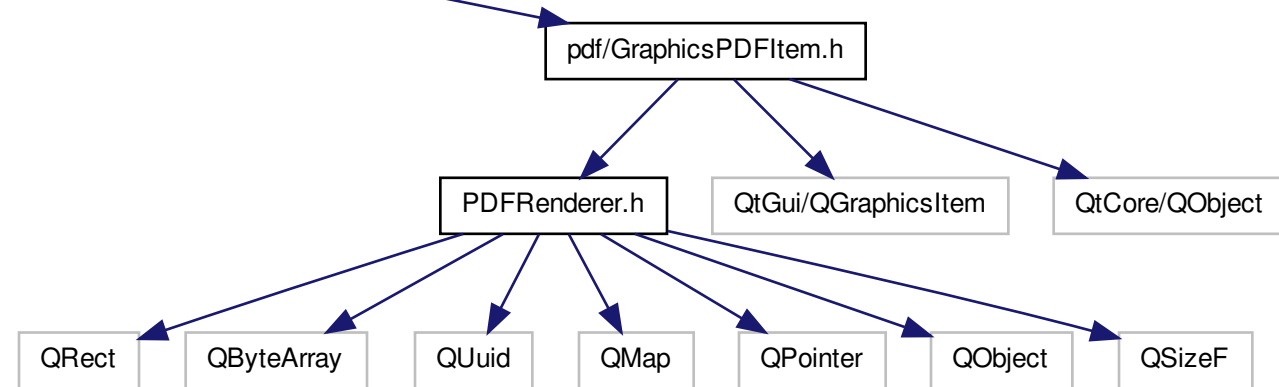 pdf/GraphicsPDFItem.h
PDFRenderer.h
QtGui/QGraphicsItem
QtCore/QObject
QRect
QByteArray
QUuid
QMap
QPointer
QObject
QSizeF